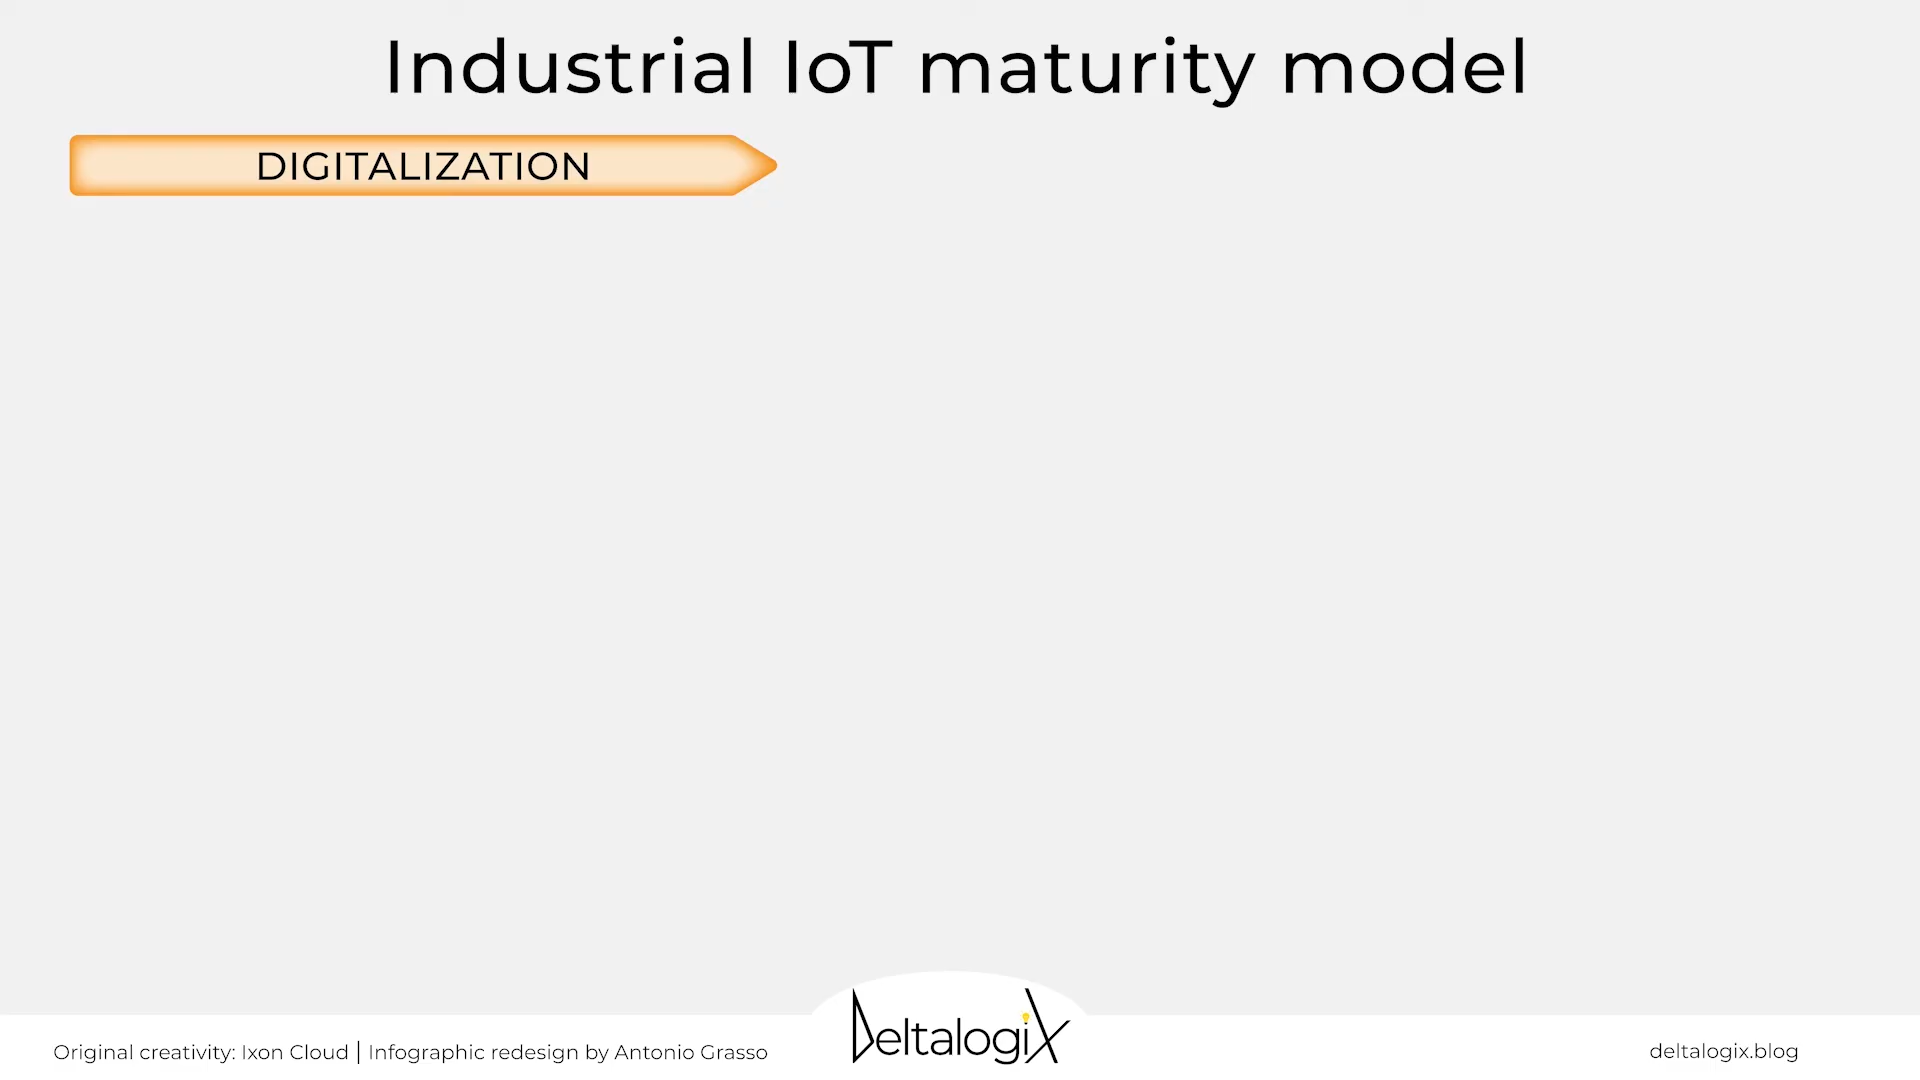 Industrial IoT maturity model
DIGITALIZATION
Original creativity: Ixon Cloud | Infographic redesign by Antonio Grasso
DeltalogiX
deltalogix.blog